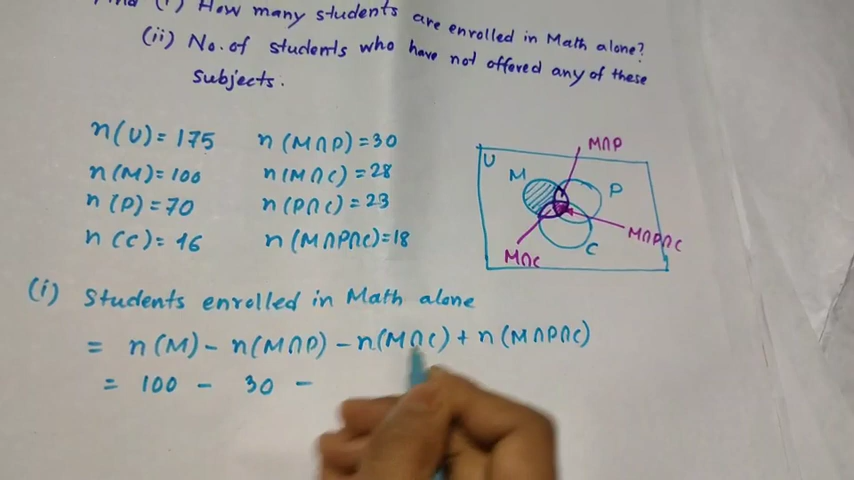 (i) How many students are enrolled in Math alone?
(ii) No. of students who have not offered any of these
subjects.
n(U) = 175
n(M∩P) = 30
n(M) = 100
n(M∩C) = 28
n(P) = 70
n(P∩C) = 23
n(C) = 16
n(M∩P∩C) = 18
M∩P
U
M
P
M∩P∩C
C
M∩C
(i) Students enrolled in Math alone
= n(M) - n(M∩P) - n(M∩C) + n(M∩P∩C)
= 100 - 30 -